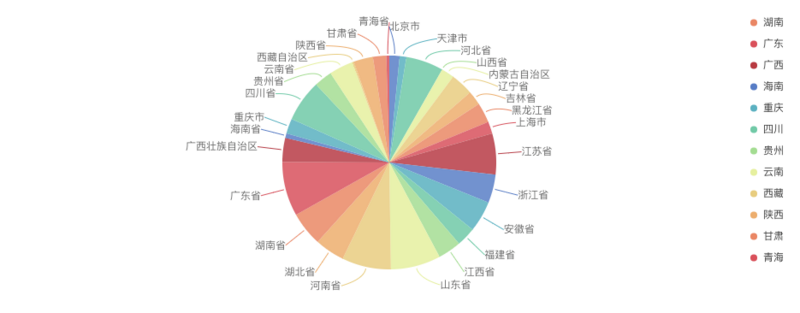 青海省
北京市
天津市
河北省
山西省
内蒙古自治区
辽宁省
吉林省
黑龙江省
上海市
江苏省
浙江省
安徽省
福建省
江西省
山东省
河南省
湖北省
湖南省
广东省
广西壮族自治区
海南省
重庆市
四川省
贵州省
云南省
西藏自治区
陕西省
甘肃省
湖南
广东
广西
海南
重庆
四川
贵州
云南
西藏
陕西
甘肃
青海